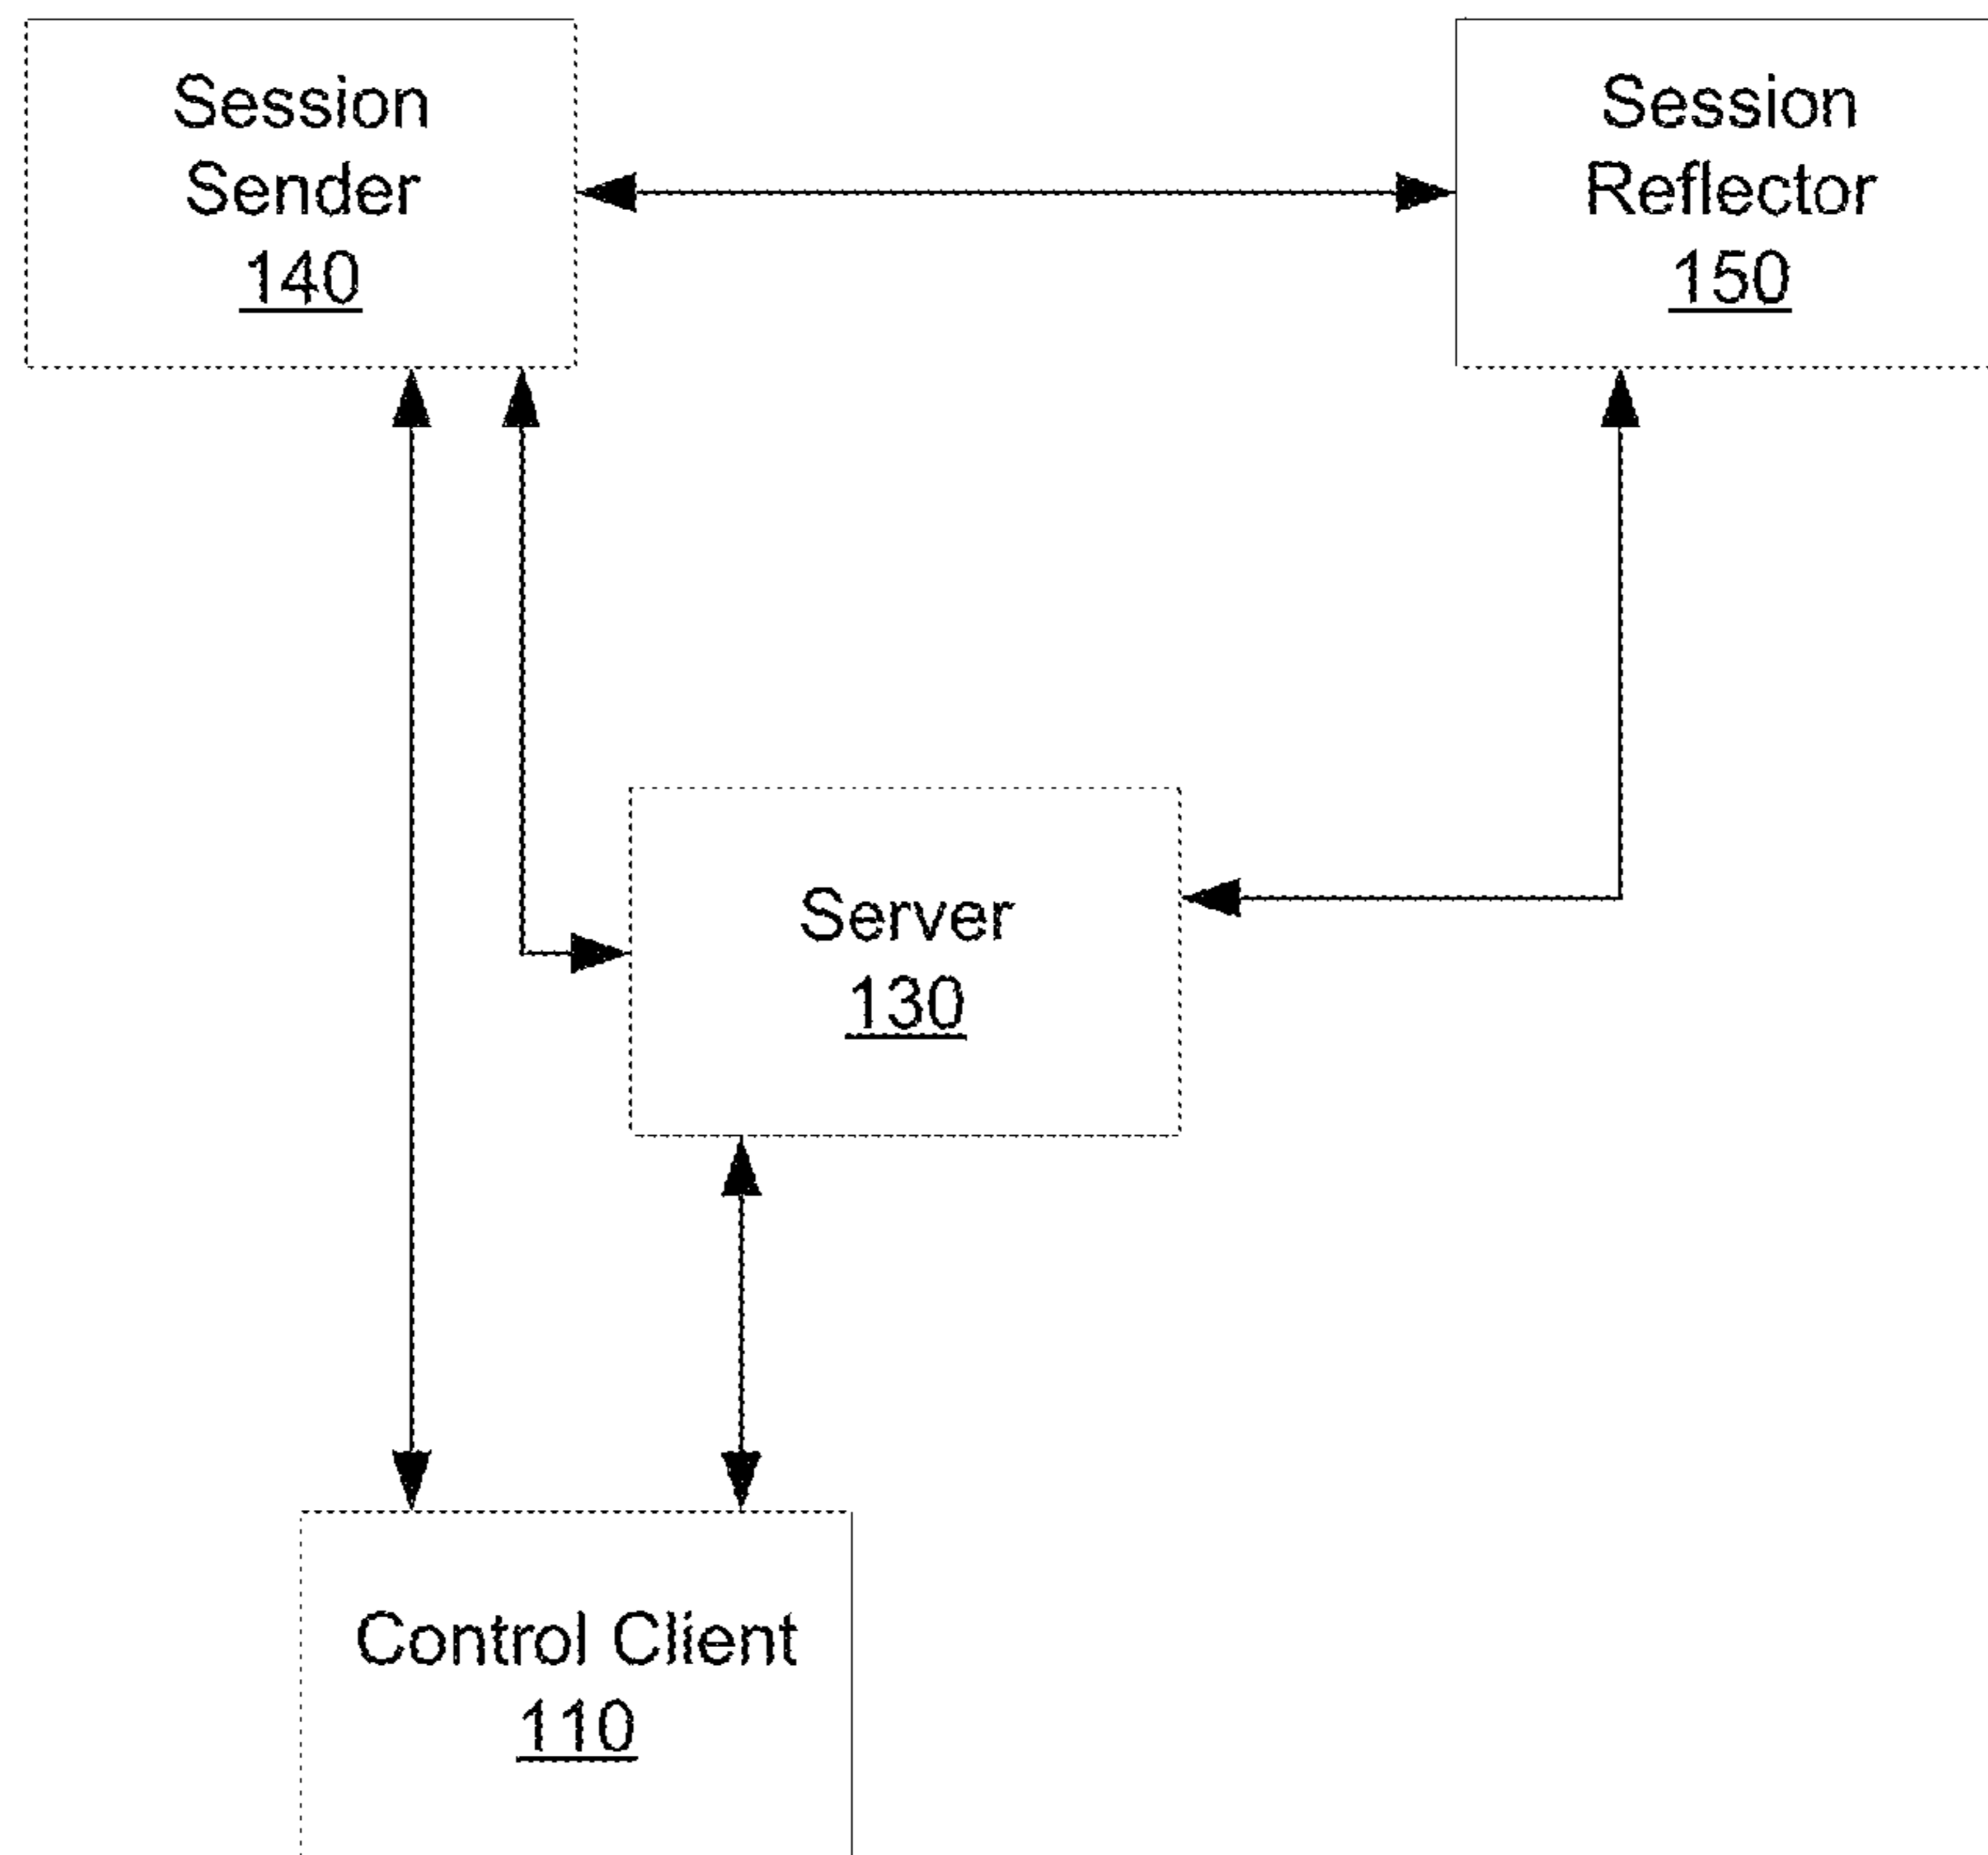 Session
Sender
140
Session
Reflector
150
Server
130
Control Client
110